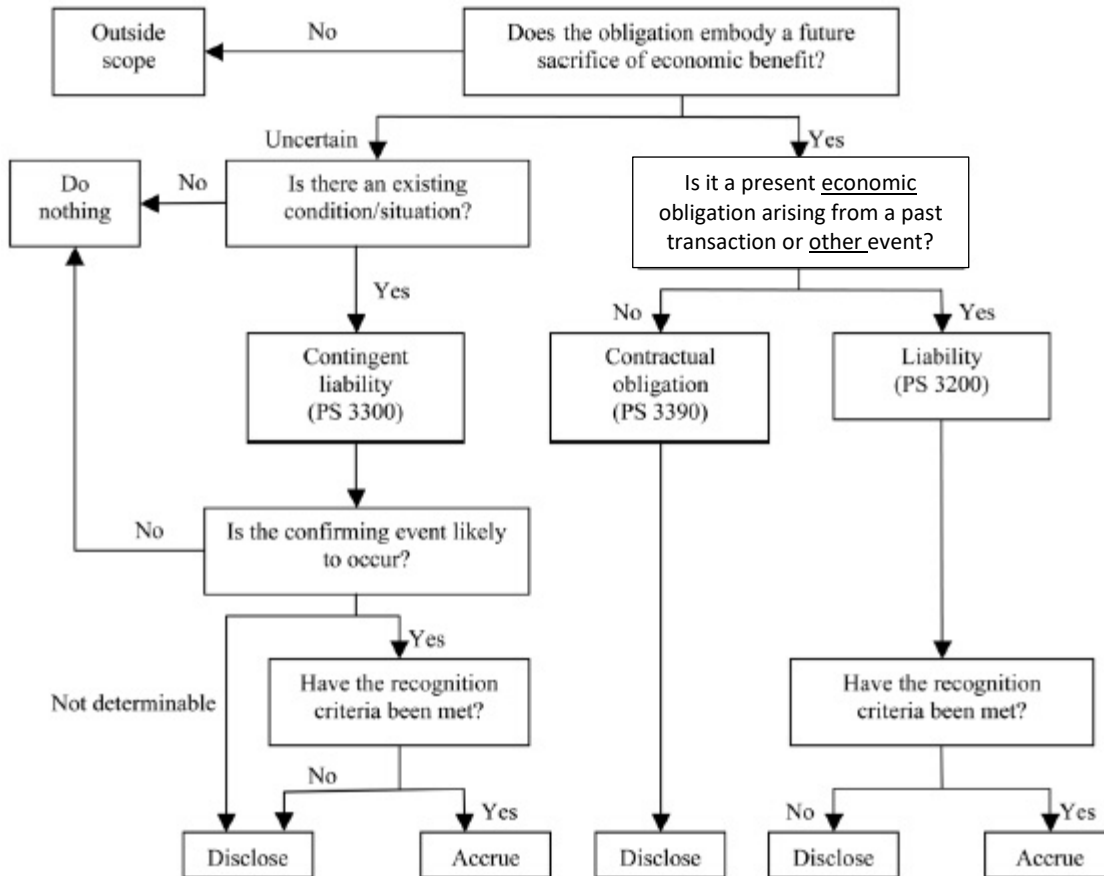 Outside
scope
No
Does the obligation embody a future
sacrifice of economic benefit?
Uncertain
Yes
Do
nothing
No
Is there an existing
condition/situation?
Is it a present economic
obligation arising from a past
transaction or other event?
Yes
No
Yes
Contingent
liability
(PS 3300)
Contractual
obligation
(PS 3390)
Liability
(PS 3200)
No
Is the confirming event likely
to occur?
Yes
Not determinable
Have the recognition
criteria been met?
Have the recognition
criteria been met?
No
Yes
No
Yes
Disclose
Accrue
Disclose
Disclose
Accrue